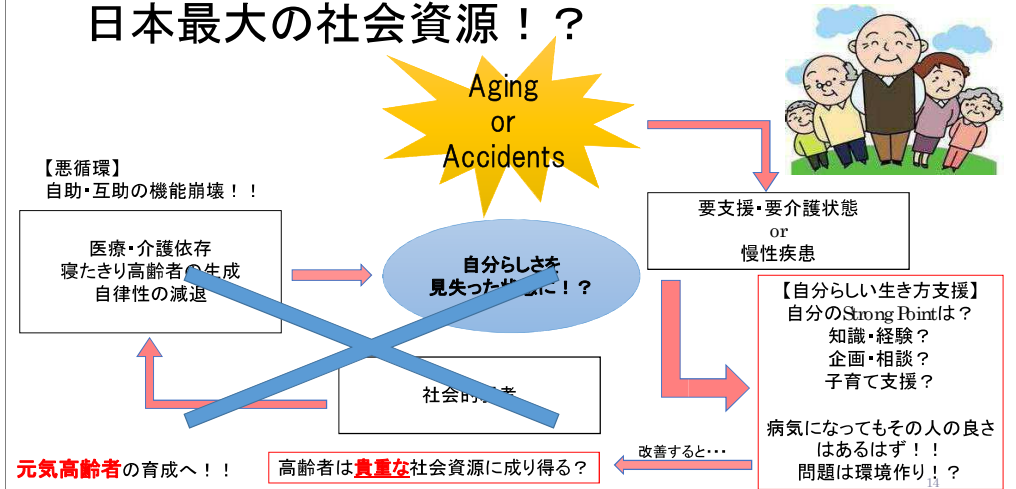 日本最大の社会資源！？
Aging
or
Accidents
【悪循環】
自助・互助の機能崩壊！！
医療・介護依存
寝たきり高齢者の生成
自律性の減退
自分らしさを
見失った状態に！？
要支援・要介護状態
or
慢性疾患
【自分らしい生き方支援】
自分のStrong Pointは？
知識・経験？
企画・相談？
子育て支援？
病気になってもその人の良さ
はあるはず！！
問題は環境作り！？
社会的
者
改善すると・・・
高齢者は貴重な社会資源に成り得る？
元気高齢者の育成へ！！
14